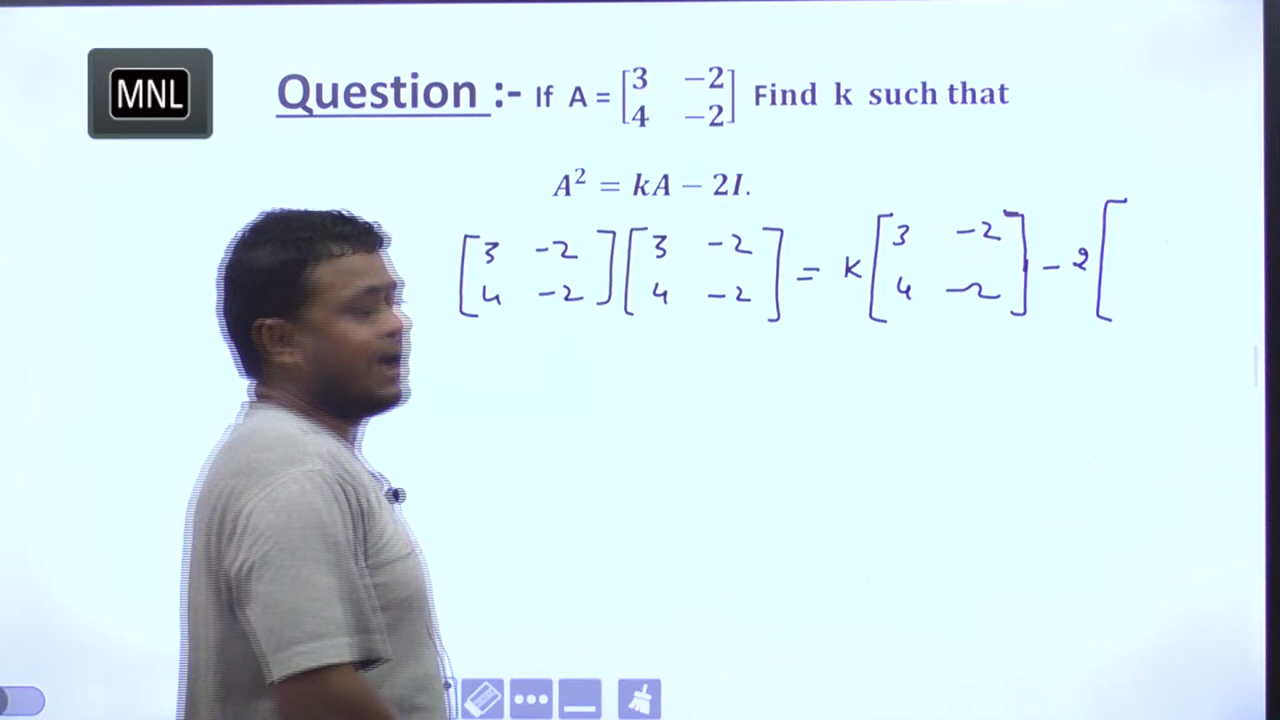 MNL
Question :- If A = [3 -2; 4 -2] Find k such that
A² = kA − 2I.
[3 -2; 4 -2] [3 -2; 4 -2] = K [3 -2; 4 -2] - 2 [